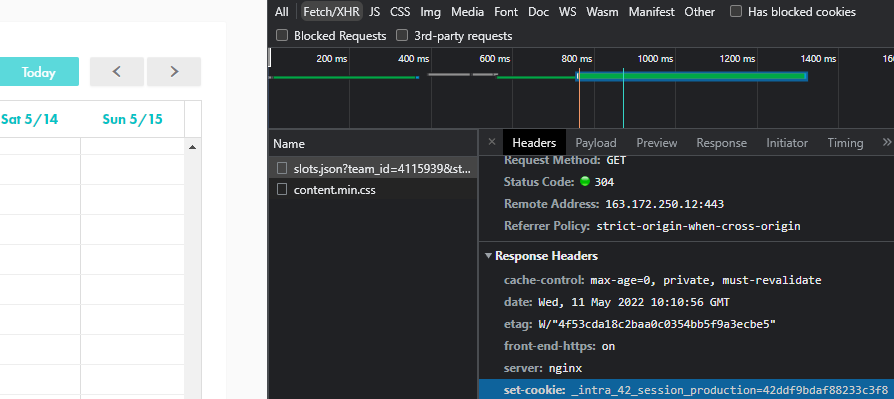 All Fetch/XHR JS CSS Img Media Font Doc WS Wasm Manifest Other Has blocked cookies
Blocked Requests 3rd-party requests
200 ms 400 ms 600 ms 800 ms 1000 ms 1200 ms 1400 ms
Today < >
Sat 5/14 Sun 5/15
Name
slots.json?team_id=4115939&st...
content.min.css
× Headers Payload Preview Response Initiator Timing »
Request Method: GET
Status Code: 304
Remote Address: 163.172.250.12:443
Referrer Policy: strict-origin-when-cross-origin
Response Headers
cache-control: max-age=0, private, must-revalidate
date: Wed, 11 May 2022 10:10:56 GMT
etag: W/"4f53cda18c2baa0c0354bb5f9a3ecbe5"
front-end-https: on
server: nginx
set-cookie: _intra_42_session_production=42ddf9bdaf88233c3f8